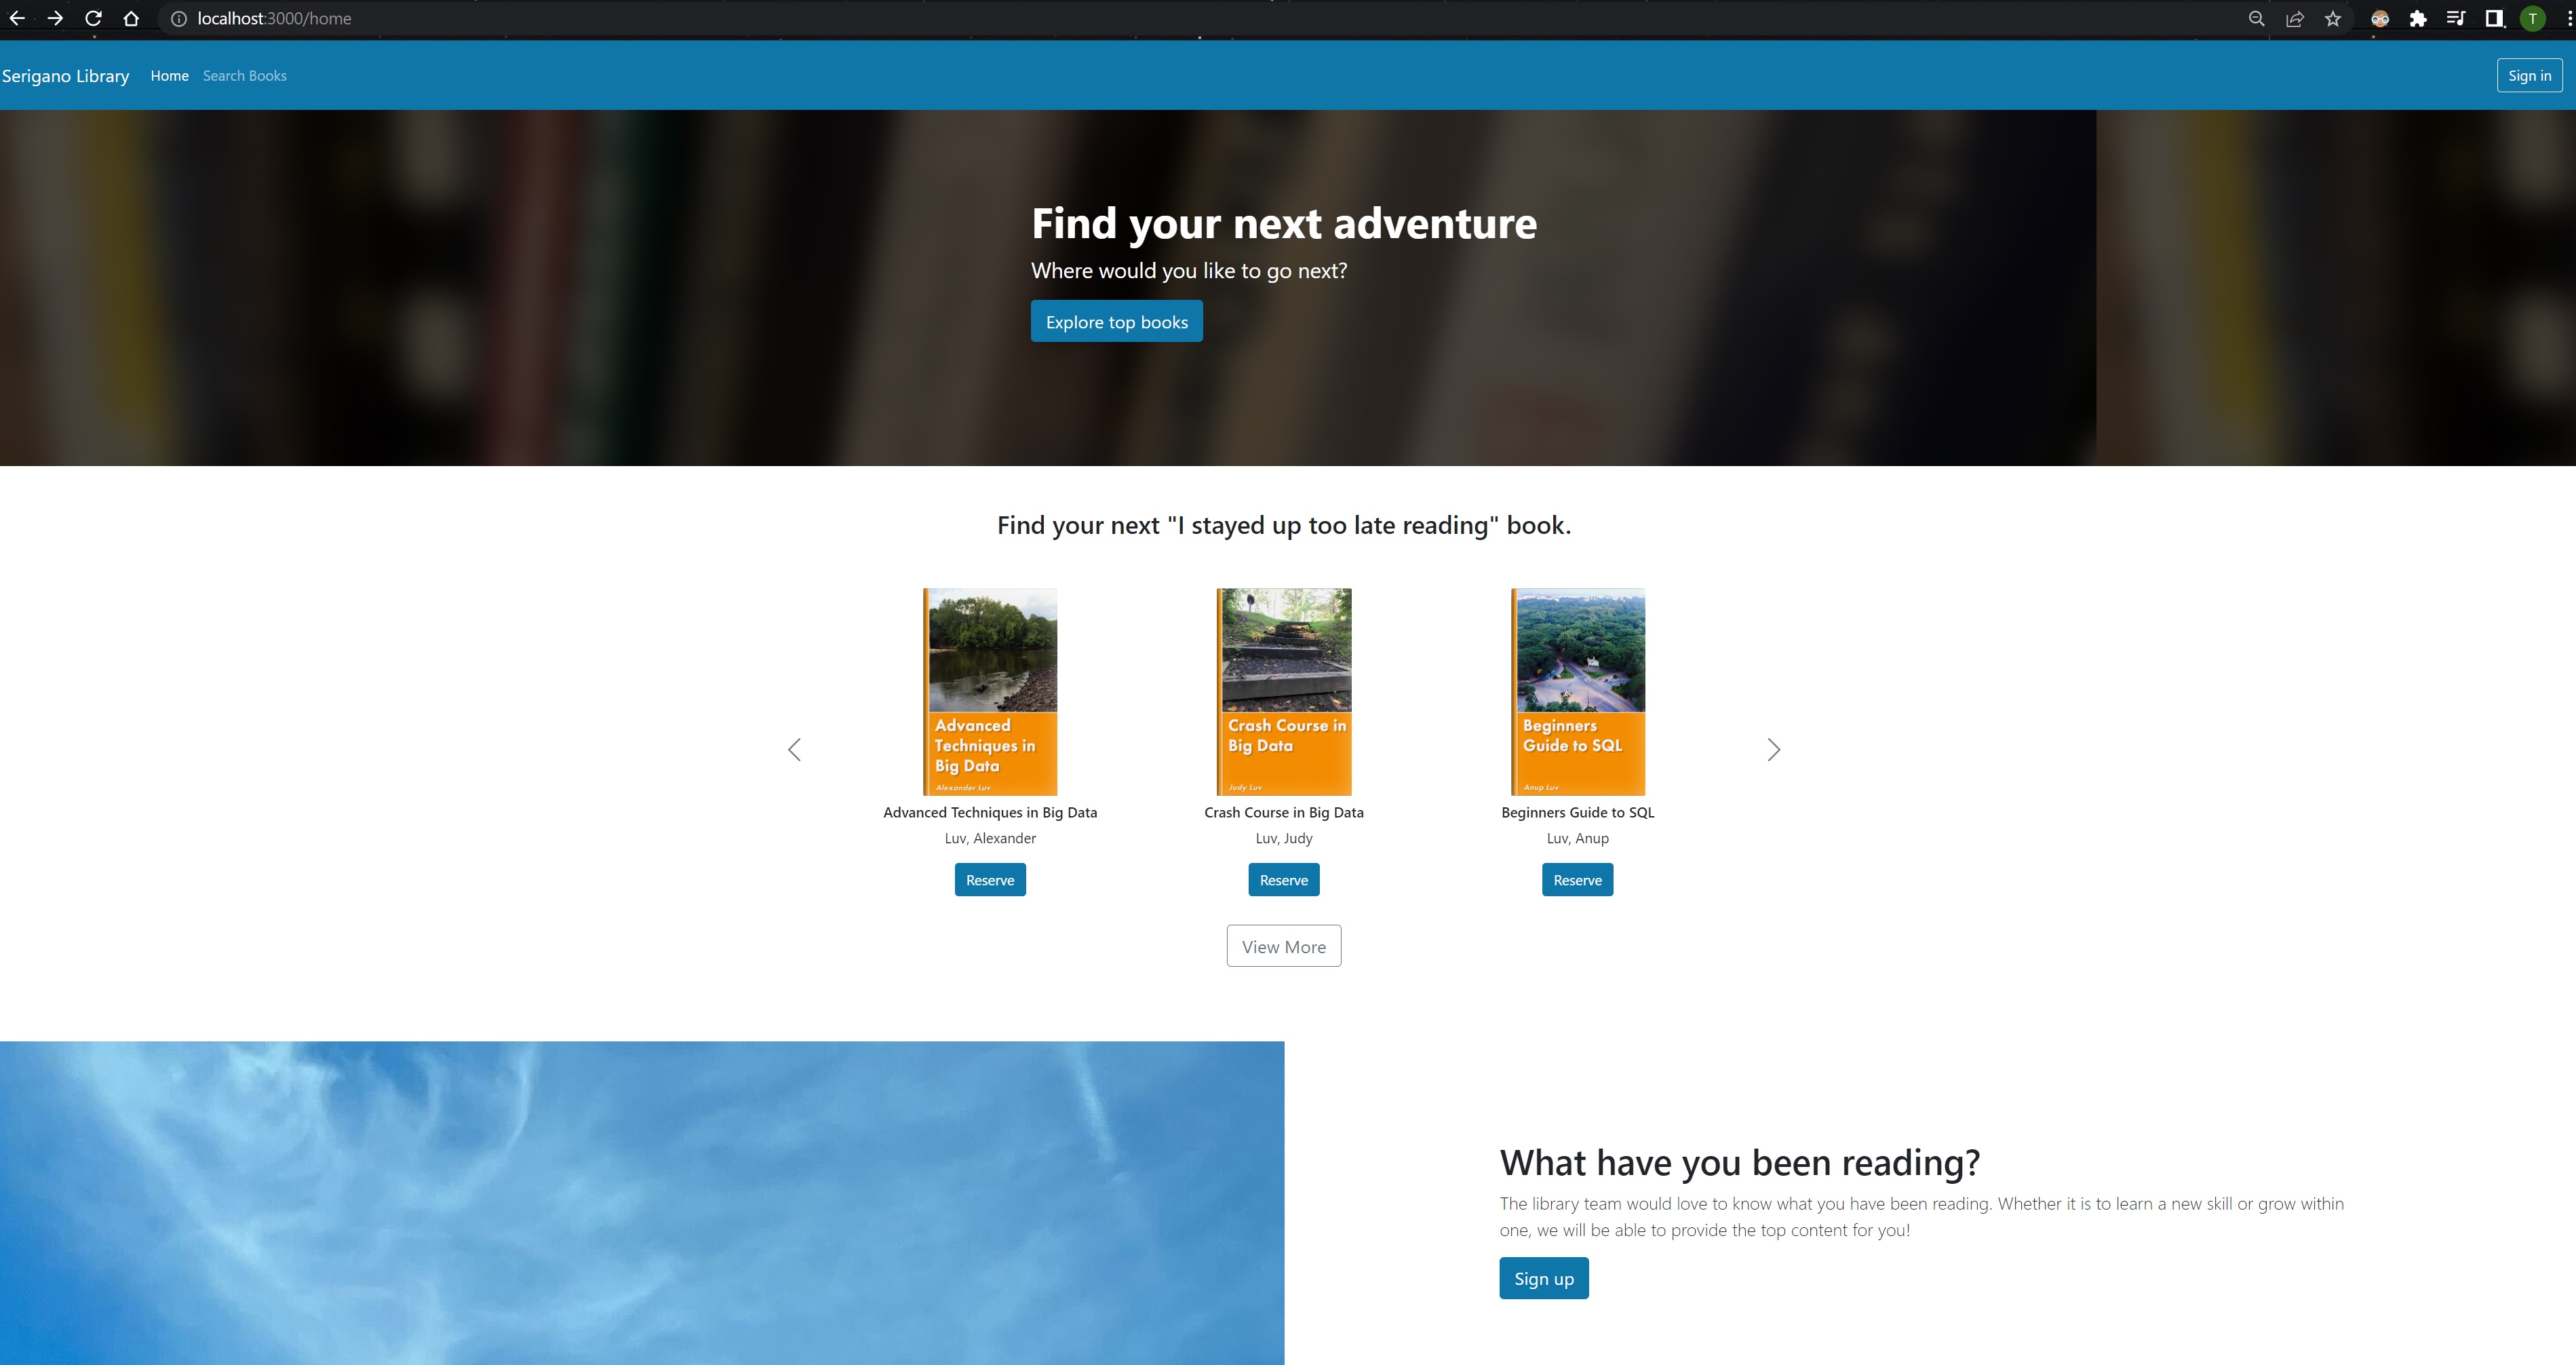 localhost:3000/home
T
Serigano Library
Home
Search Books
Sign in
Find your next adventure
Where would you like to go next?
Explore top books
Find your next "I stayed up too late reading" book.
Advanced
Techniques in
Big Data
Alexander Luv
Crash Course in
Big Data
Judy Luv
Beginners
Guide to SQL
Anup Luv
Advanced Techniques in Big Data
Luv, Alexander
Reserve
Crash Course in Big Data
Luv, Judy
Reserve
Beginners Guide to SQL
Luv, Anup
Reserve
View More
What have you been reading?
The library team would love to know what you have been reading. Whether it is to learn a new skill or grow within
one, we will be able to provide the top content for you!
Sign up